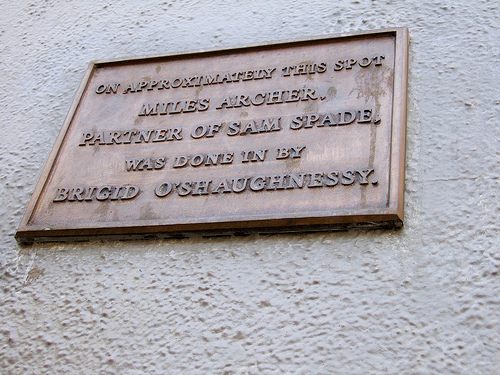 ON APPROXIMATELY THIS SPOT
MILES ARCHER,
PARTNER OF SAM SPADE,
WAS DONE IN BY
BRIGID O'SHAUGHNESSY.